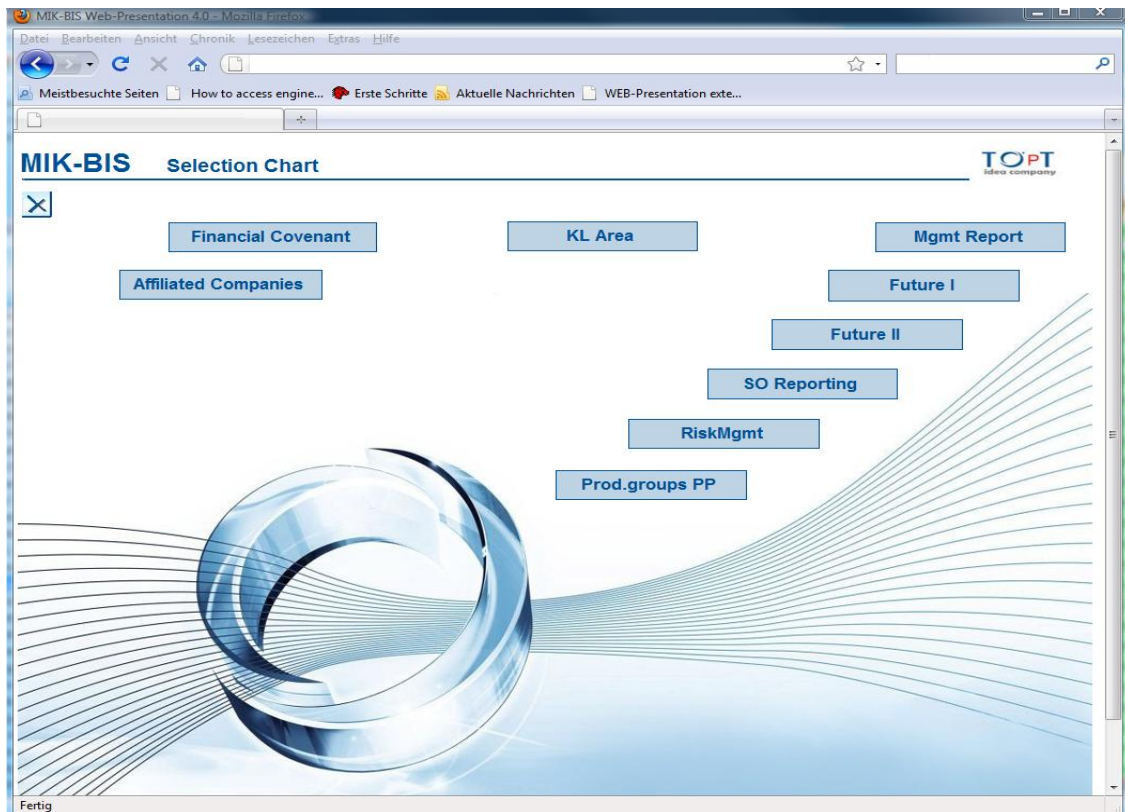 MIK-BIS Web-Presentation 4.0 - Mozilla Firefox
Datei Bearbeiten Ansicht Chronik Lesezeichen Extras Hilfe
Meistbesuchte Seiten How to access engine... Erste Schritte Aktuelle Nachrichten WEB-Presentation exte...
MIK-BIS Selection Chart
TOPT
idea company
Financial Covenant KL Area Mgmt Report
Affiliated Companies Future I
Future II
SO Reporting
RiskMgmt
Prod.groups PP
Fertig